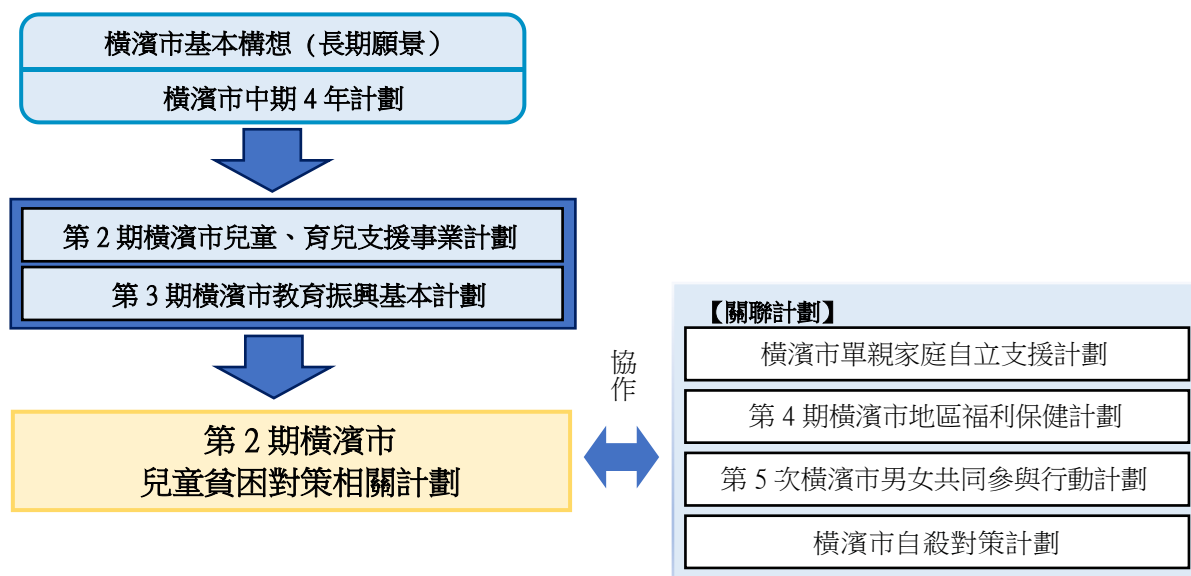 橫濱市基本構想（長期願景）
橫濱市中期 4 年計劃
第 2 期橫濱市兒童、育兒支援事業計劃
第 3 期橫濱市教育振興基本計劃
第 2 期橫濱市
兒童貧困對策相關計劃
協作
【關聯計劃】
橫濱市單親家庭自立支援計劃
第 4 期橫濱市地區福利保健計劃
第 5 次橫濱市男女共同參與行動計劃
橫濱市自殺對策計劃